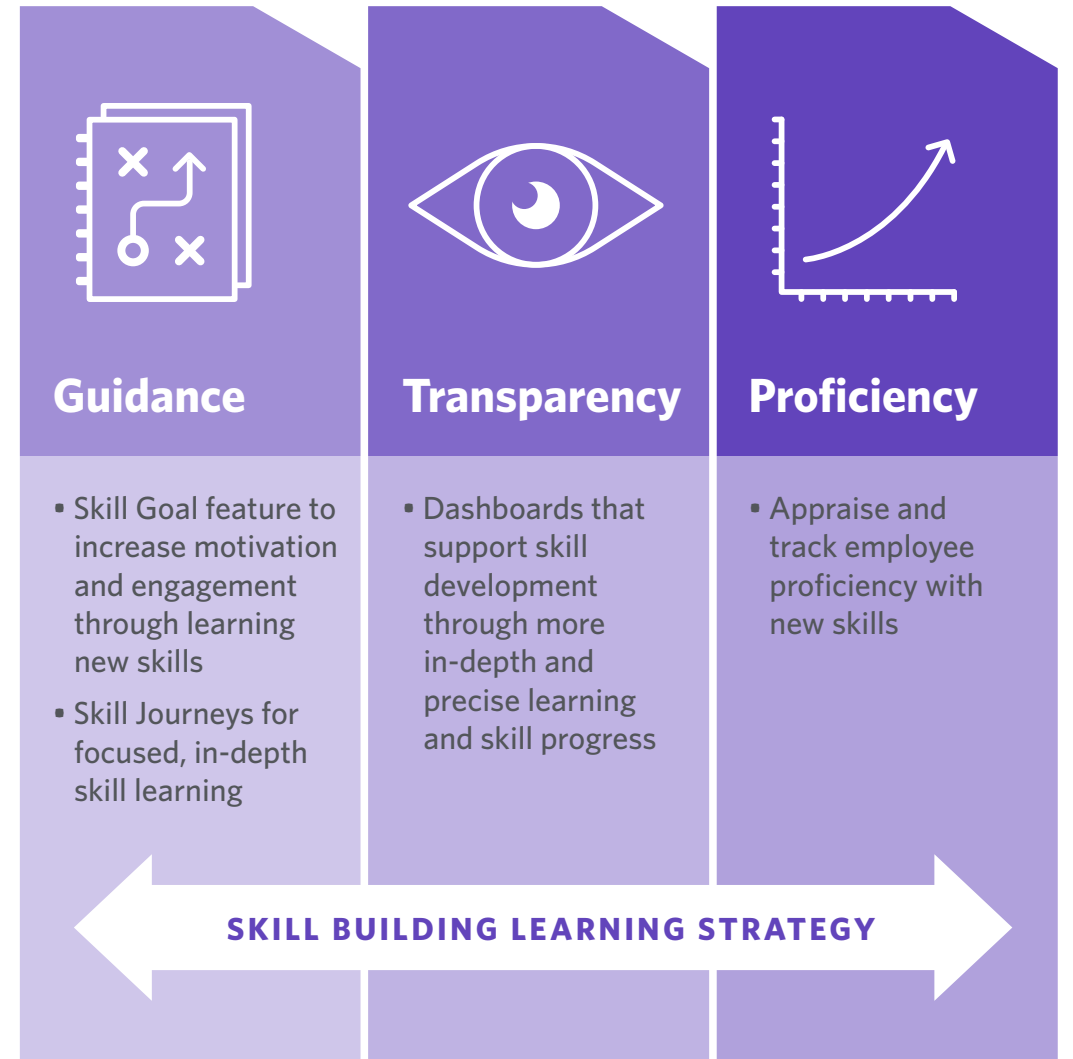 Guidance
• Skill Goal feature to
increase motivation
and engagement
through learning
new skills
• Skill Journeys for
focused, in-depth
skill learning
Transparency
• Dashboards that
support skill
development
through more
in-depth and
precise learning
and skill progress
Proficiency
• Appraise and
track employee
proficiency with
new skills
SKILL BUILDING LEARNING STRATEGY